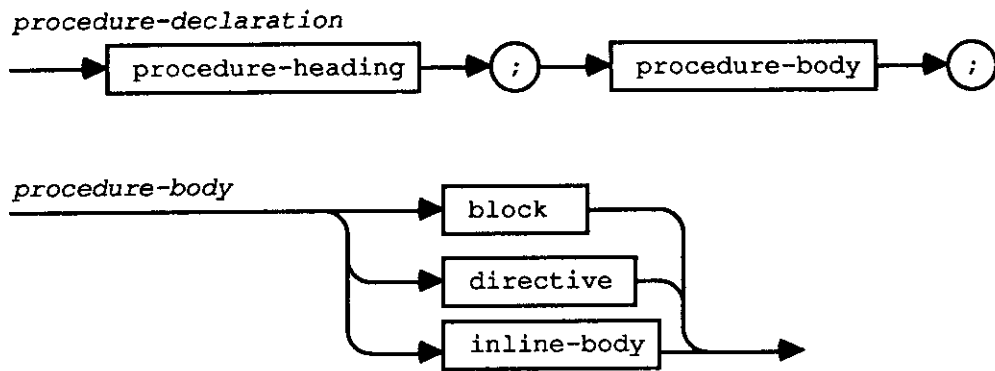 procedure-declaration
procedure-heading ; procedure-body ;
procedure-body
block
directive
inline-body